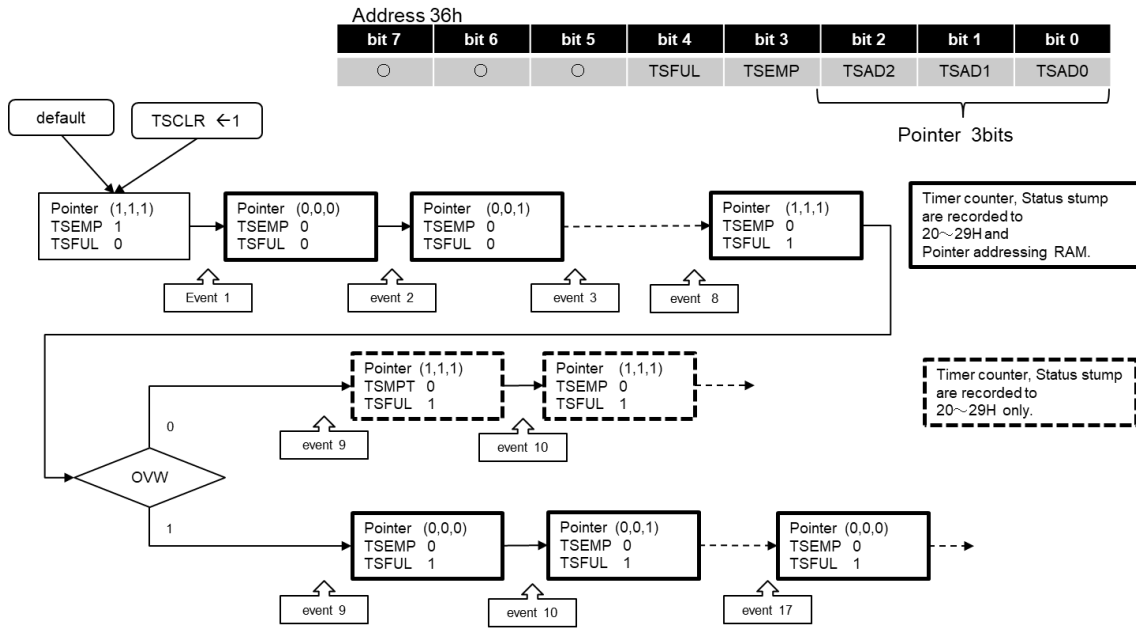 Address 36h
bit 7 bit 6 bit 5 bit 4 bit 3 bit 2 bit 1 bit 0
○ ○ ○ TSFUL TSEMP TSAD2 TSAD1 TSAD0
Pointer 3bits
default
TSCLR ←1
Pointer (1,1,1)
TSEMP 1
TSFUL 0
Pointer (0,0,0)
TSEMP 0
TSFUL 0
Pointer (0,0,1)
TSEMP 0
TSFUL 0
Pointer (1,1,1)
TSEMP 0
TSFUL 1
Timer counter, Status stump
are recorded to
20～29H and
Pointer addressing RAM.
Event 1
event 2
event 3
event 8
Pointer (1,1,1)
TSMPT 0
TSFUL 1
Pointer (1,1,1)
TSEMP 0
TSFUL 1
Timer counter, Status stump
are recorded to
20～29H only.
0
event 9
event 10
OVW
1
Pointer (0,0,0)
TSEMP 0
TSFUL 1
Pointer (0,0,1)
TSEMP 0
TSFUL 1
Pointer (0,0,0)
TSEMP 0
TSFUL 1
event 9
event 10
event 17